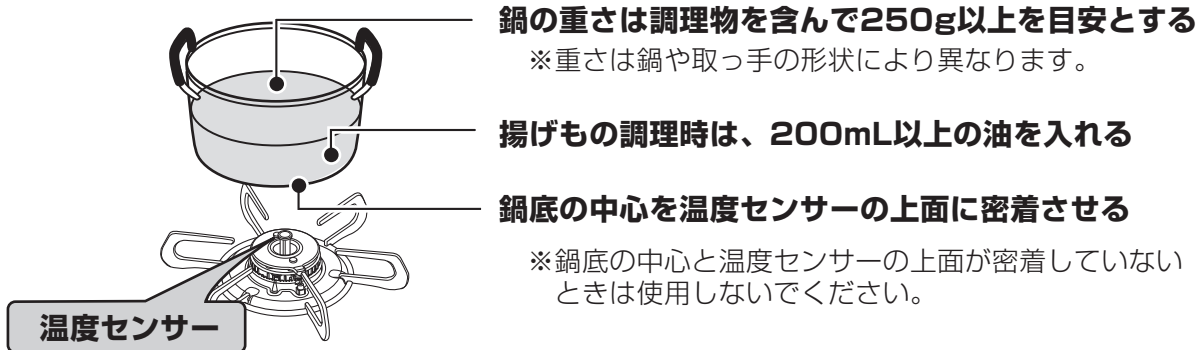 鍋の重さは調理物を含んで250g以上を目安とする
※重さは鍋や取っ手の形状により異なります。
揚げもの調理時は、200mL以上の油を入れる
鍋底の中心を温度センサーの上面に密着させる
※鍋底の中心と温度センサーの上面が密着していない
ときは使用しないでください。
温度センサー